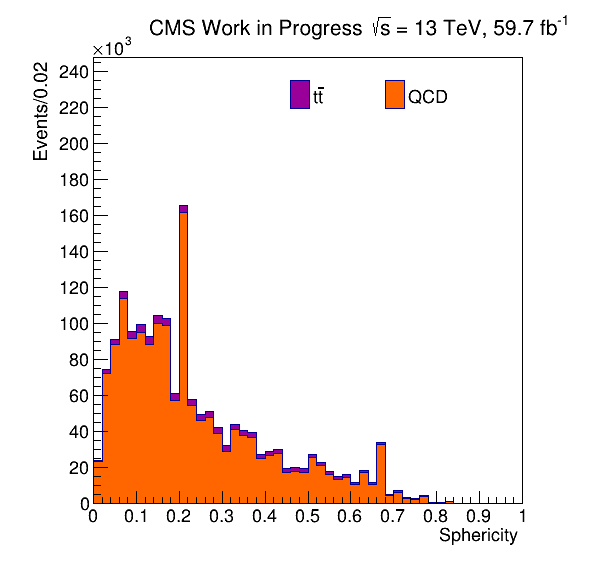 CMS Work in Progress √s = 13 TeV, 59.7 fb⁻¹
×10³
Events/0.02
240
220
200
180
160
140
120
100
80
60
40
20
0
tt̄
QCD
0 0.1 0.2 0.3 0.4 0.5 0.6 0.7 0.8 0.9 1
Sphericity